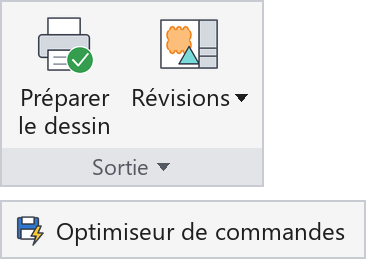 Préparer
le dessin
Révisions
Sortie
Optimiseur de commandes